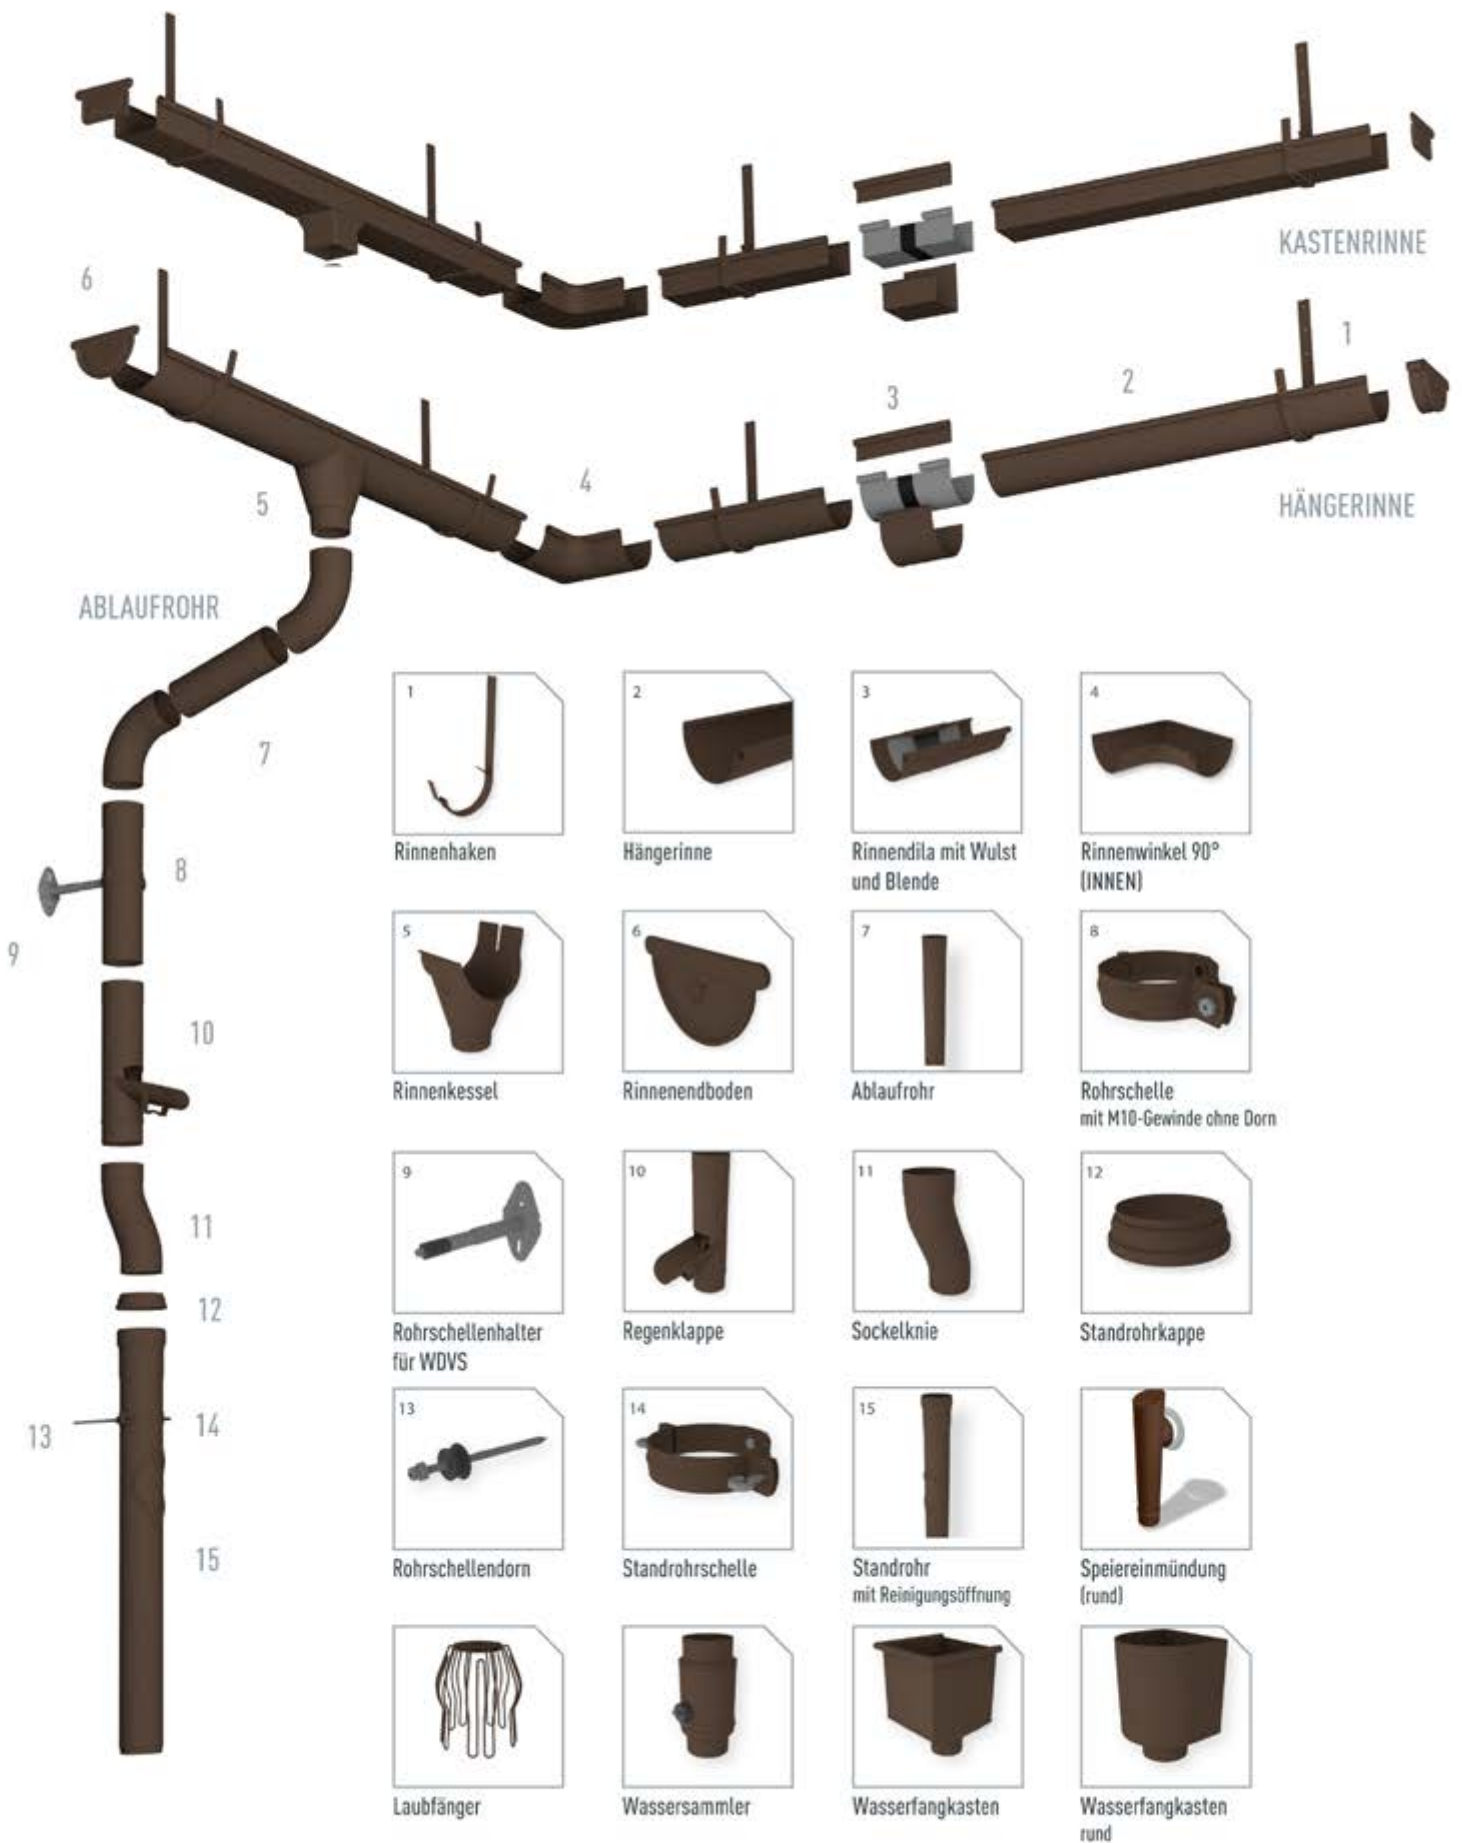 KASTENRINNE
6
1
2
3
4
5
HÄNGERINNE
ABLAUFROHR
7
8
9
10
11
12
13
14
15
1
2
3
4
Rinnenhaken
Hängerinne
Rinnendila mit Wulst
und Blende
Rinnenwinkel 90°
(INNEN)
5
6
7
8
Rinnenkessel
Rinnenendboden
Ablaufrohr
Rohrschelle
mit M10-Gewinde ohne Dorn
9
10
11
12
Rohrschellenhalter
für WDVS
Regenklappe
Sockelknie
Standrohrkappe
13
14
15
Rohrschellendorn
Standrohrschelle
Standrohr
mit Reinigungsöffnung
Speiereinmündung
(rund)
Laubfänger
Wassersammler
Wasserfangkasten
Wasserfangkasten
rund